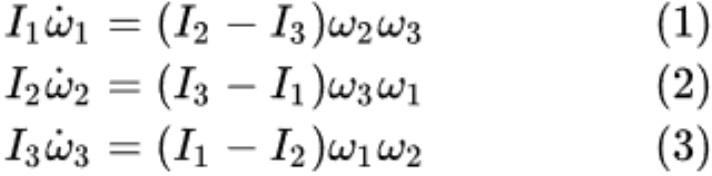 I₁ω̇₁ = (I₂ − I₃)ω₂ω₃ (1)
I₂ω̇₂ = (I₃ − I₁)ω₃ω₁ (2)
I₃ω̇₃ = (I₁ − I₂)ω₁ω₂ (3)